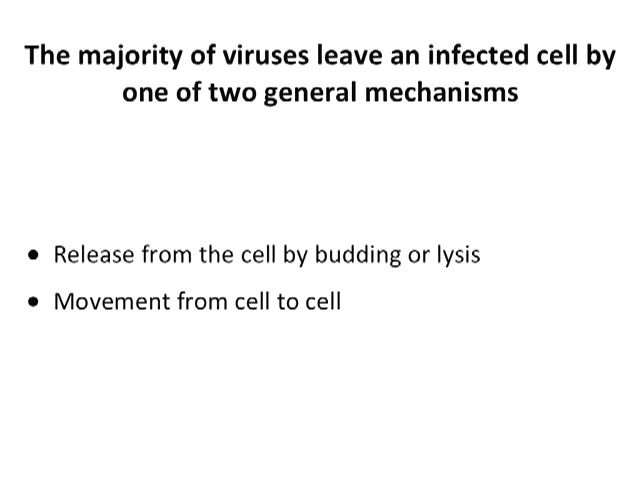 The majority of viruses leave an infected cell by
one of two general mechanisms
• Release from the cell by budding or lysis
• Movement from cell to cell